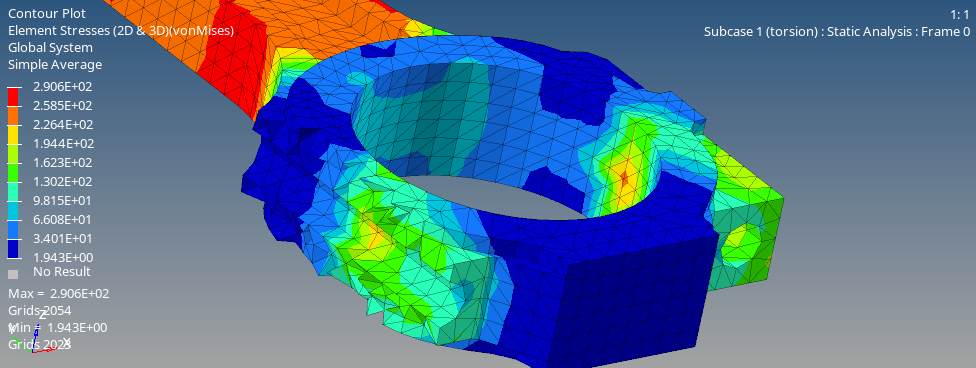 Contour Plot
Element Stresses (2D & 3D)(vonMises)
Global System
Simple Average
2.906E+02
2.585E+02
2.264E+02
1.944E+02
1.623E+02
1.302E+02
9.815E+01
6.608E+01
3.401E+01
1.943E+00
No Result
Max = 2.906E+02
Grids 2054
Min = 1.943E+00
Grids 2025
Z
Y
X
1: 1
Subcase 1 (torsion) : Static Analysis : Frame 0